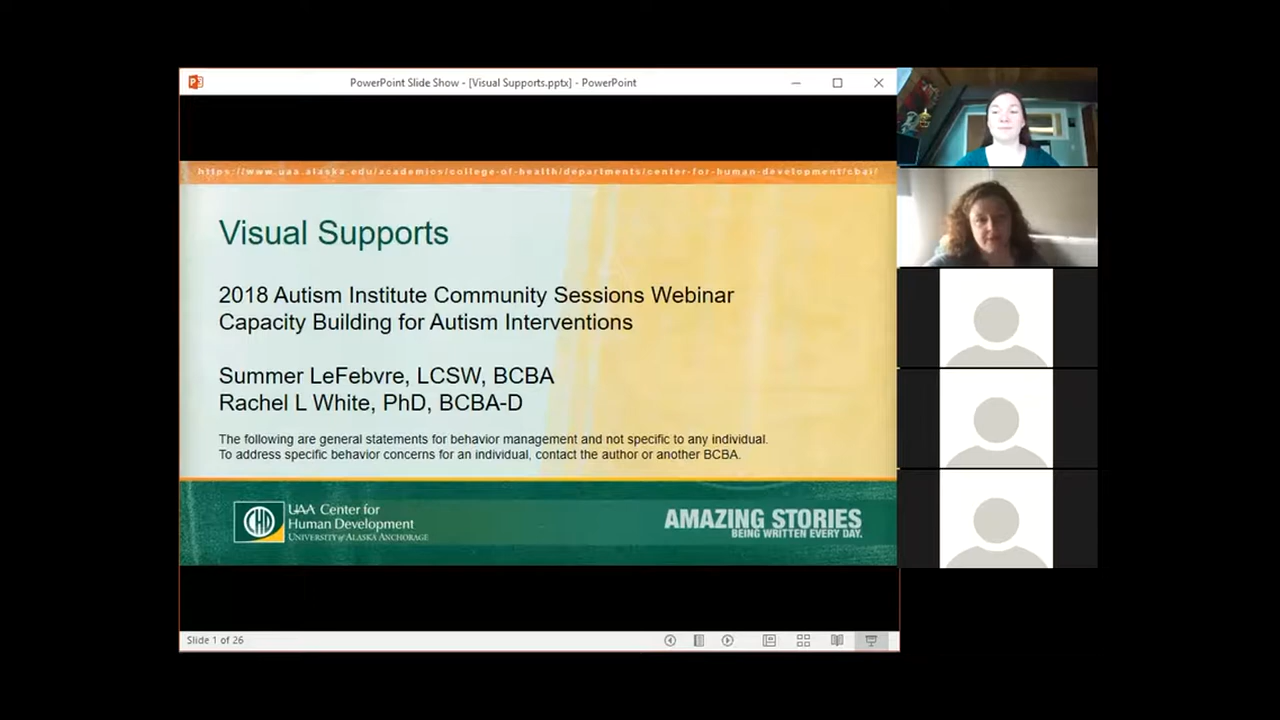 PowerPoint Slide Show - [Visual Supports.pptx] - PowerPoint
https://www.uaa.alaska.edu/academics/college-of-health/departments/center-for-human-development/cbai/
Visual Supports
2018 Autism Institute Community Sessions Webinar
Capacity Building for Autism Interventions
Summer LeFebvre, LCSW, BCBA
Rachel L White, PhD, BCBA-D
The following are general statements for behavior management and not specific to any individual.
To address specific behavior concerns for an individual, contact the author or another BCBA.
CHD
UAA Center for
Human Development
UNIVERSITY of ALASKA ANCHORAGE
AMAZING STORIES
BEING WRITTEN EVERY DAY.
Slide 1 of 26